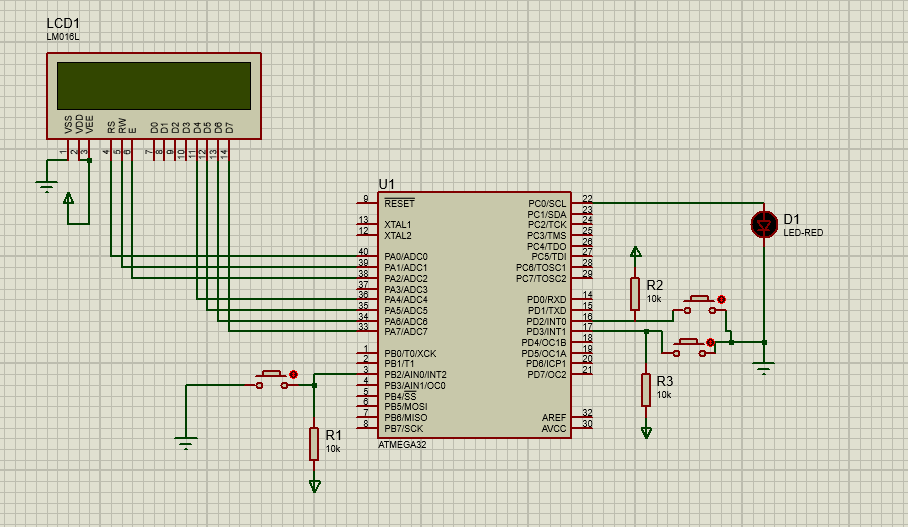 LCD1
LM016L
VSS
VDD
VEE
RS
RW
E
D0
D1
D2
D3
D4
D5
D6
D7
1
2
3
4
5
6
7
8
9
10
11
12
13
14
U1
9 RESET
13 XTAL1
12 XTAL2
40 PA0/ADC0
39 PA1/ADC1
38 PA2/ADC2
37 PA3/ADC3
36 PA4/ADC4
35 PA5/ADC5
34 PA6/ADC6
33 PA7/ADC7
1 PB0/T0/XCK
2 PB1/T1
3 PB2/AIN0/INT2
4 PB3/AIN1/OC0
5 PB4/SS
6 PB5/MOSI
7 PB6/MISO
8 PB7/SCK
PC0/SCL 22
PC1/SDA 23
PC2/TCK 24
PC3/TMS 25
PC4/TDO 26
PC5/TDI 27
PC6/TOSC1 28
PC7/TOSC2 29
PD0/RXD 14
PD1/TXD 15
PD2/INT0 16
PD3/INT1 17
PD4/OC1B 18
PD5/OC1A 19
PD6/ICP1 20
PD7/OC2 21
AREF 32
AVCC 30
ATMEGA32
D1
LED-RED
R2
10k
R3
10k
R1
10k